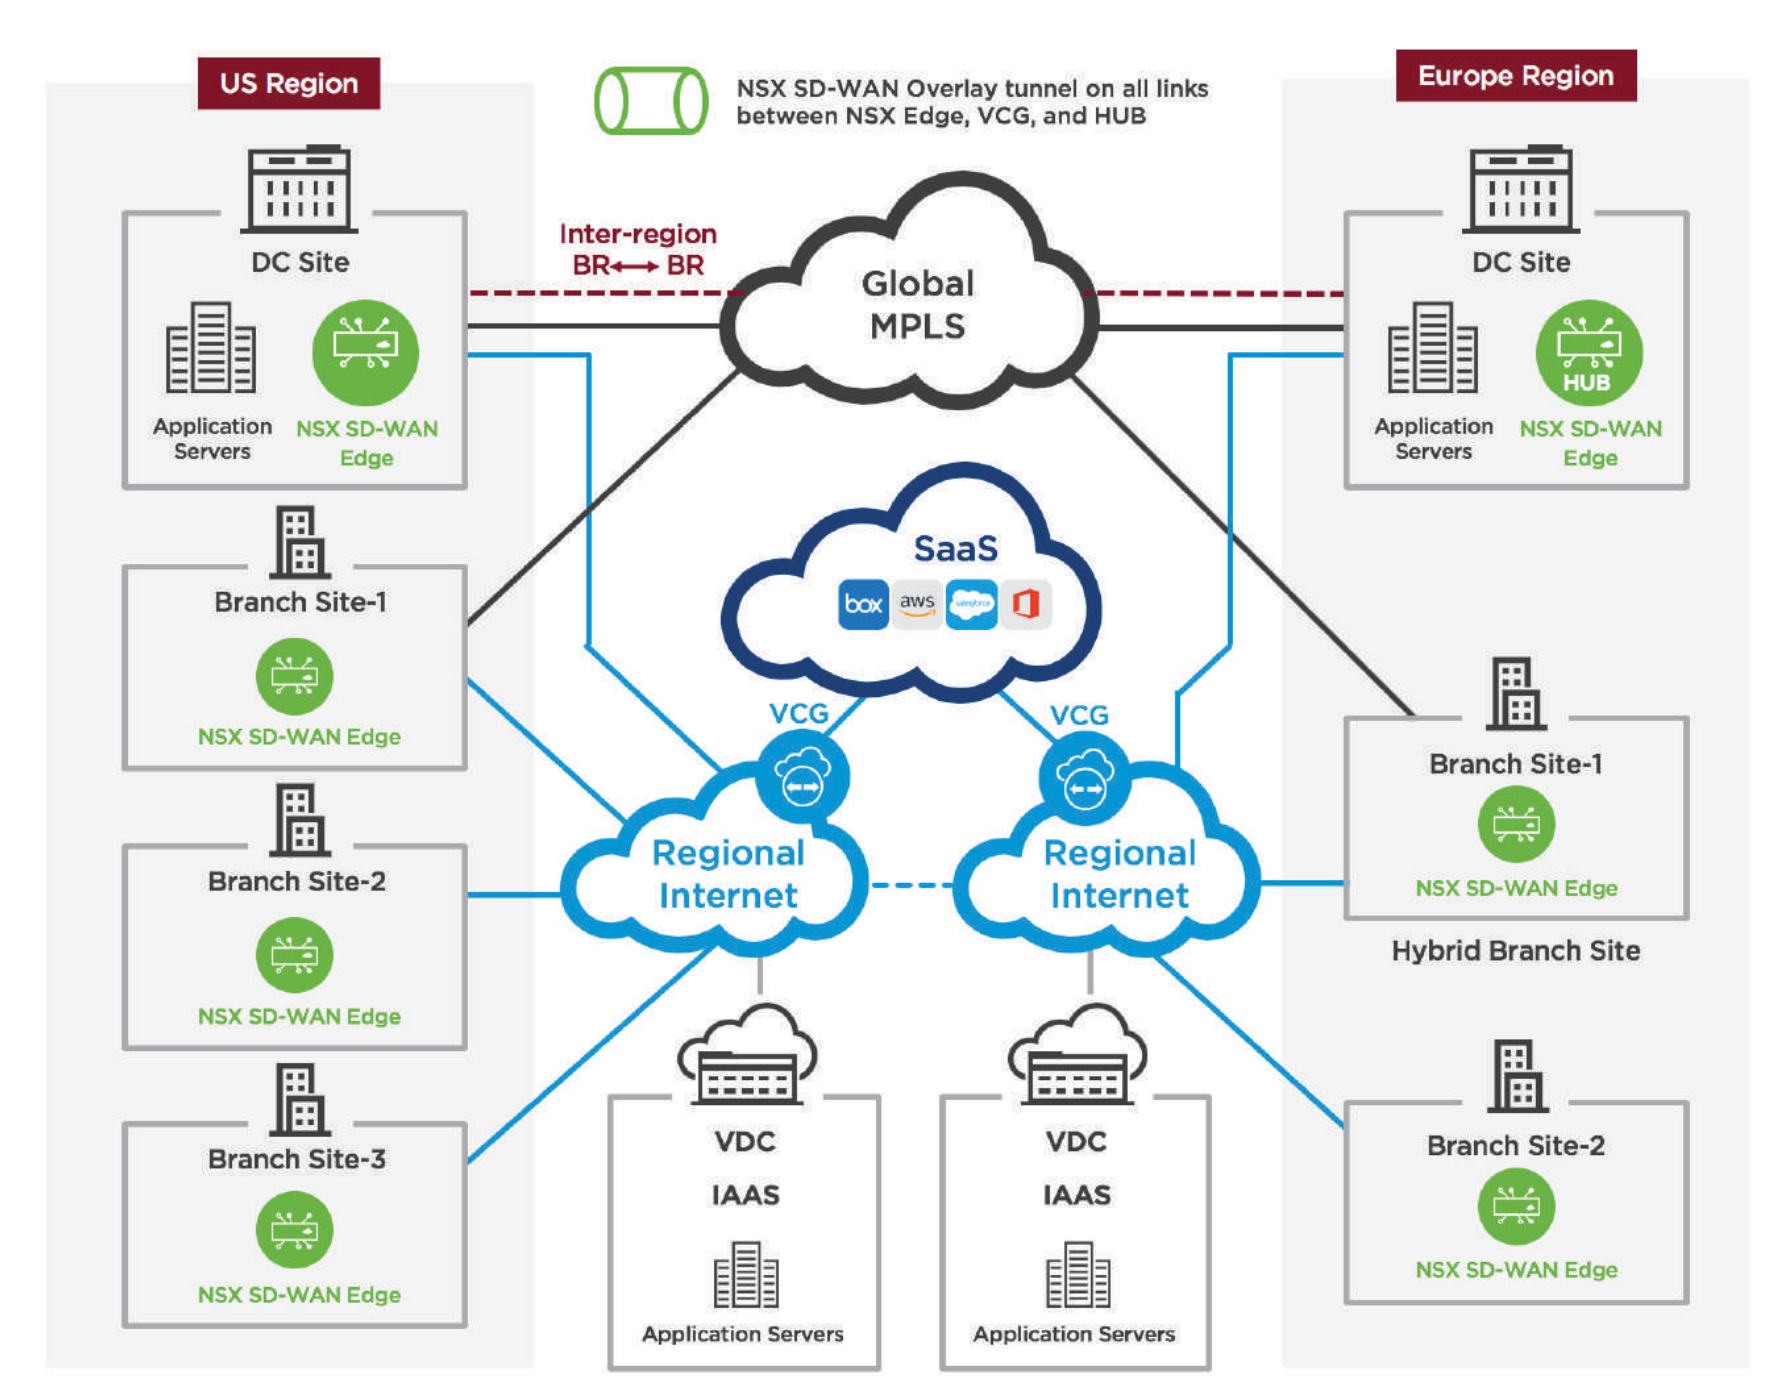 US Region
NSX SD-WAN Overlay tunnel on all links
between NSX Edge, VCG, and HUB
Europe Region
DC Site
Application
Servers
NSX SD-WAN
Edge
Inter-region
BR BR
Global
MPLS
DC Site
Application
Servers
HUB
NSX SD-WAN
Edge
Branch Site-1
NSX SD-WAN Edge
SaaS
box
aws
salesforce
VCG
VCG
Regional
Internet
Regional
Internet
Branch Site-1
NSX SD-WAN Edge
Hybrid Branch Site
Branch Site-2
NSX SD-WAN Edge
Branch Site-3
NSX SD-WAN Edge
VDC
IAAS
Application Servers
VDC
IAAS
Application Servers
Branch Site-2
NSX SD-WAN Edge